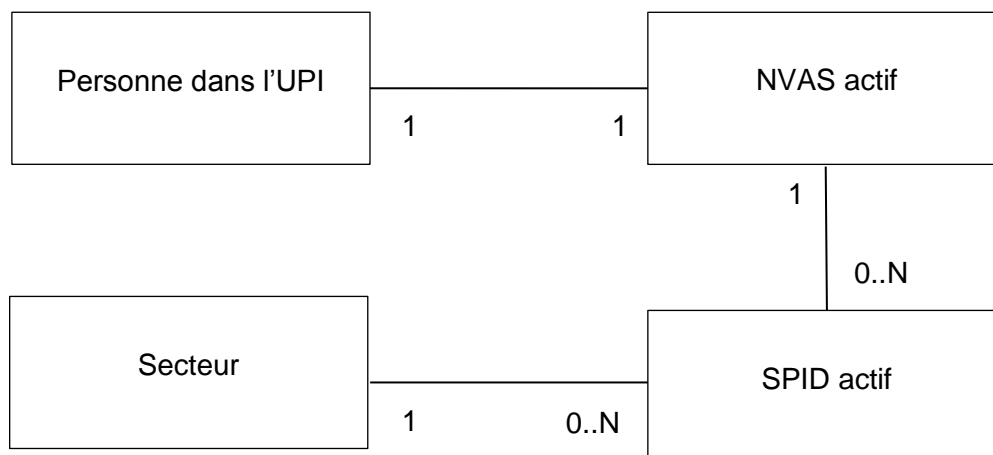 Personne dans l’UPI
NVAS actif
1
1
1
0..N
Secteur
SPID actif
1
0..N